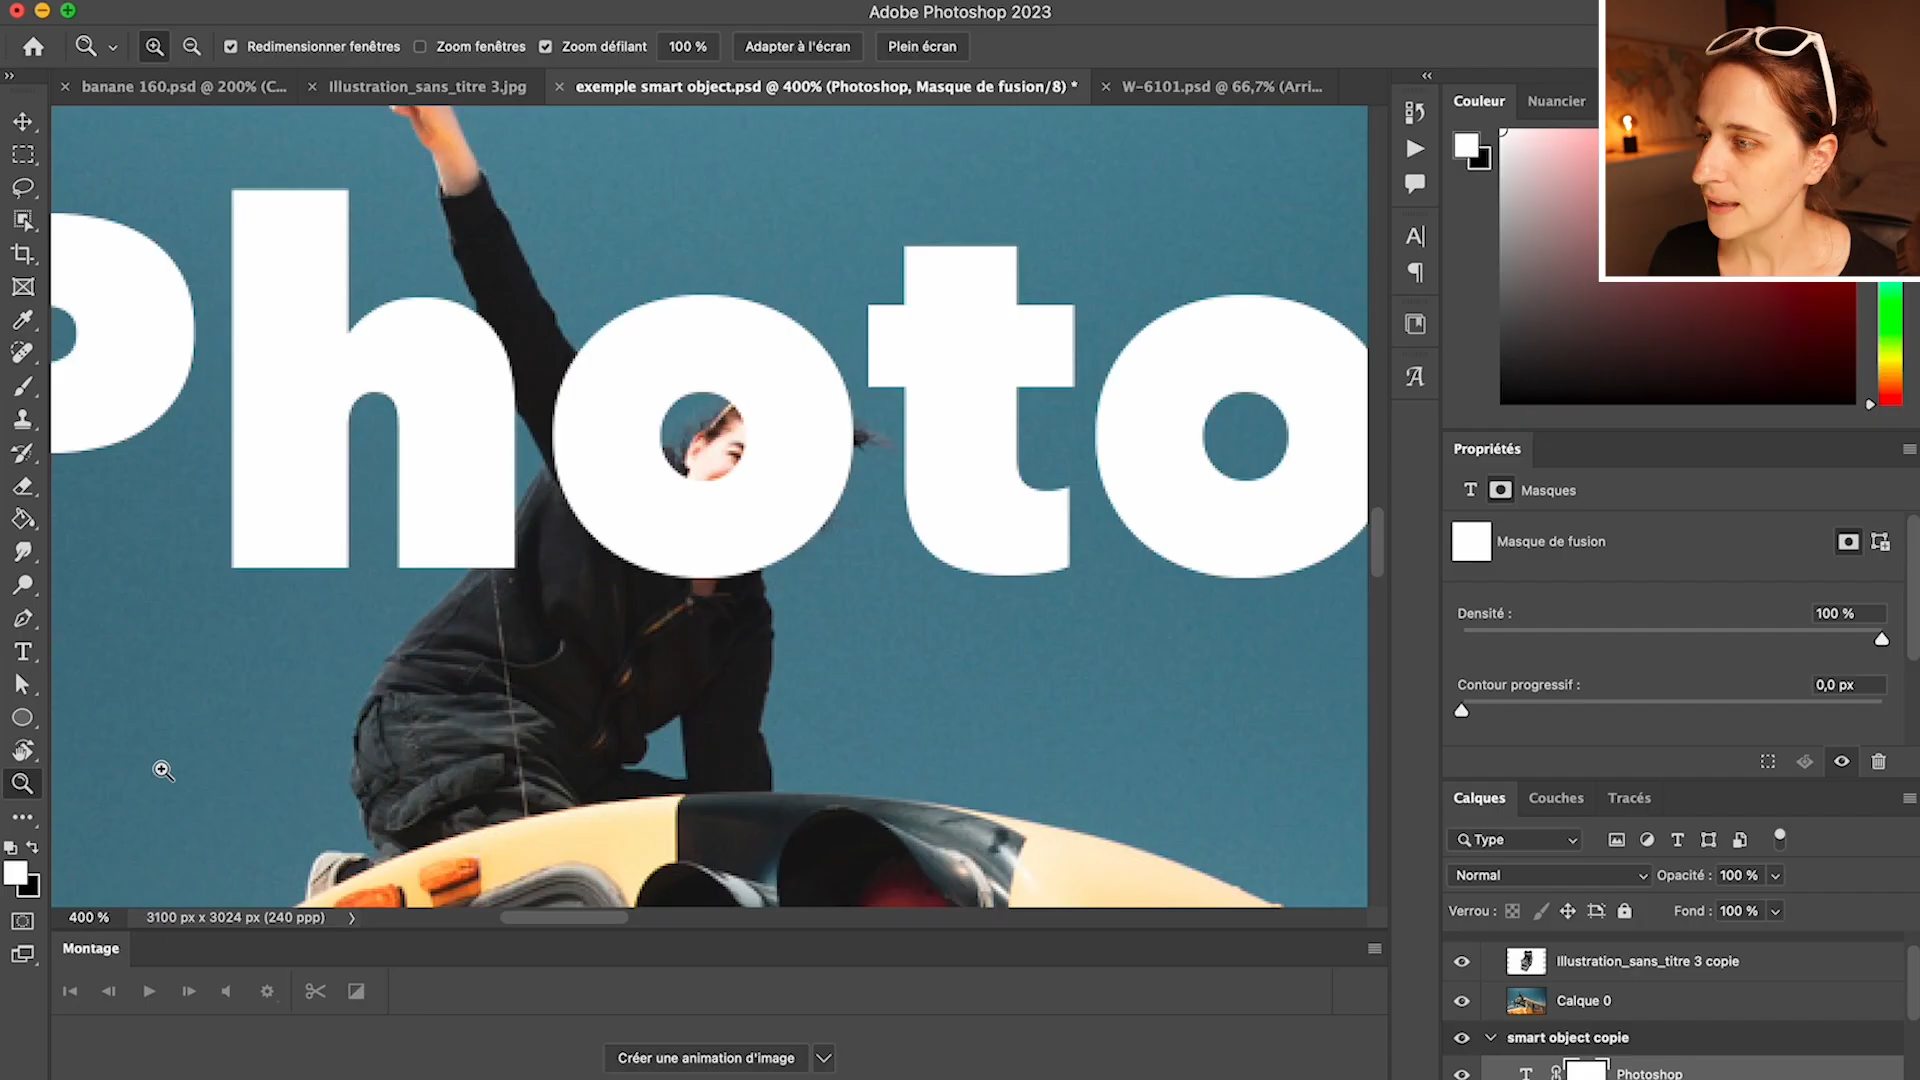 Adobe Photoshop 2023
Redimensionner fenêtres
Zoom fenêtres
Zoom défilant
100 %
Adapter à l'écran
Plein écran
banane 160.psd @ 200% (C...
Illustration_sans_titre 3.jpg
exemple smart object.psd @ 400% (Photoshop, Masque de fusion/8) *
W-6101.psd @ 66,7% (Arri...
Couleur
Nuancier
Photo
Propriétés
Masques
Masque de fusion
Densité :
100 %
Contour progressif :
0,0 px
Calques
Couches
Tracés
Type
Normal
Opacité :
100 %
Verrou :
Fond :
100 %
Illustration_sans_titre 3 copie
Calque 0
smart object copie
Photoshop
400 %
3100 px x 3024 px (240 ppp)
Montage
Créer une animation d'image